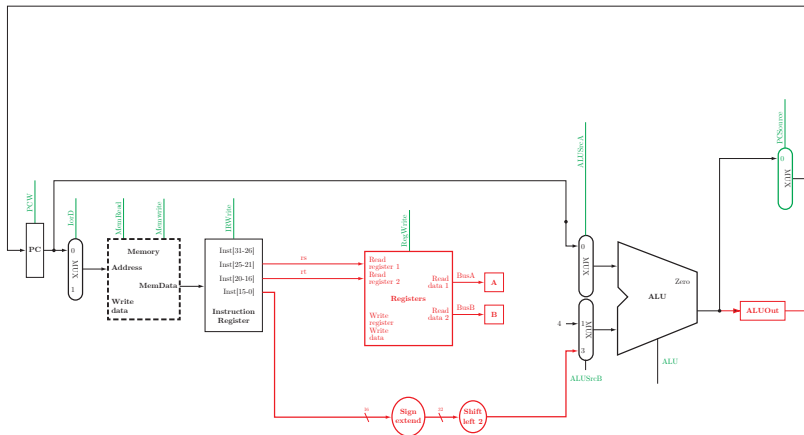 PCSource
0
MUX
ALUSrcA
PCW
IorD
MemRead
Memwrite
IRWrite
RegWrite
PC
0
MUX
1
Memory
Address
MemData
Write
data
Inst[31-26]
Inst[25-21]
Inst[20-16]
Inst[15-0]
Instruction
Register
rs
rt
Read
register 1
Read
register 2
Registers
Write
register
Write
data
Read
data 1
Read
data 2
BusA
A
BusB
B
0
MUX
4
1
MUX
3
ALUSrcB
Zero
ALU
ALU
ALUOut
Sign
extend
32
Shift
left 2